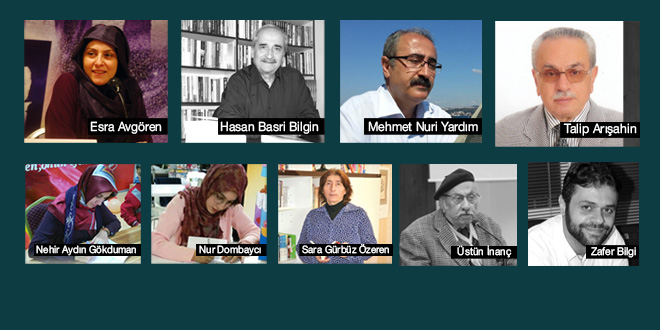 Esra Avgören
Hasan Basri Bilgin
Mehmet Nuri Yardım
Talip Arışahin
Nehir Aydın Gökduman
Nur Dombaycı
Sara Gürbüz Özeren
Üstün İnanç
Zafer Bilgi